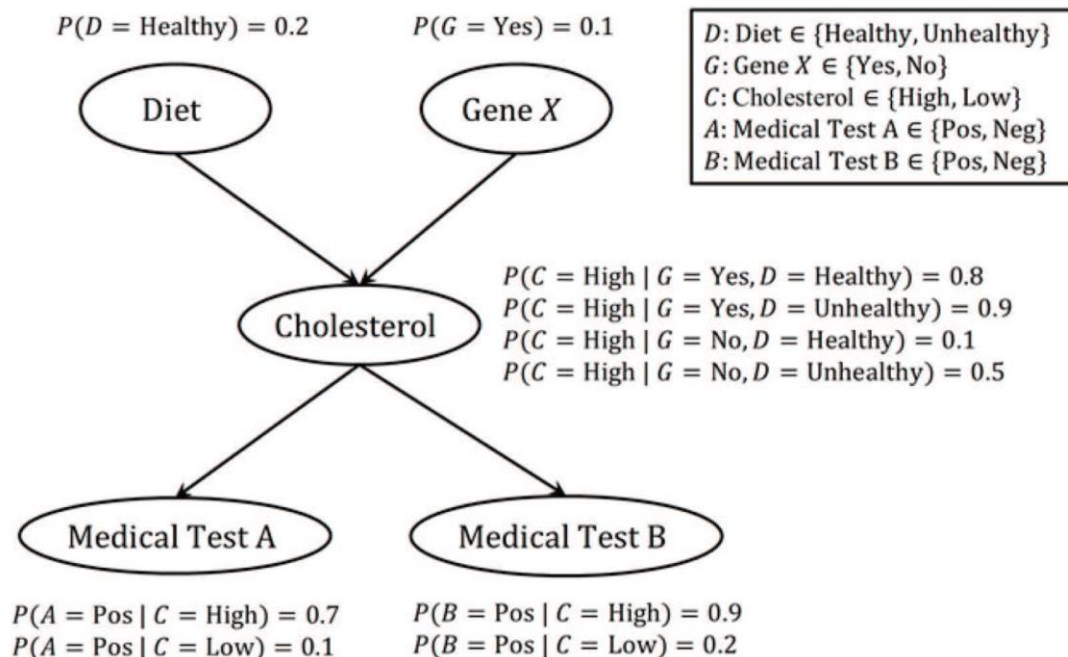 P(D = Healthy) = 0.2
P(G = Yes) = 0.1
D: Diet ∈ {Healthy, Unhealthy}
G: Gene X ∈ {Yes, No}
C: Cholesterol ∈ {High, Low}
A: Medical Test A ∈ {Pos, Neg}
B: Medical Test B ∈ {Pos, Neg}
Diet
Gene X
P(C = High | G = Yes, D = Healthy) = 0.8
P(C = High | G = Yes, D = Unhealthy) = 0.9
P(C = High | G = No, D = Healthy) = 0.1
P(C = High | G = No, D = Unhealthy) = 0.5
Cholesterol
Medical Test A
Medical Test B
P(A = Pos | C = High) = 0.7
P(A = Pos | C = Low) = 0.1
P(B = Pos | C = High) = 0.9
P(B = Pos | C = Low) = 0.2